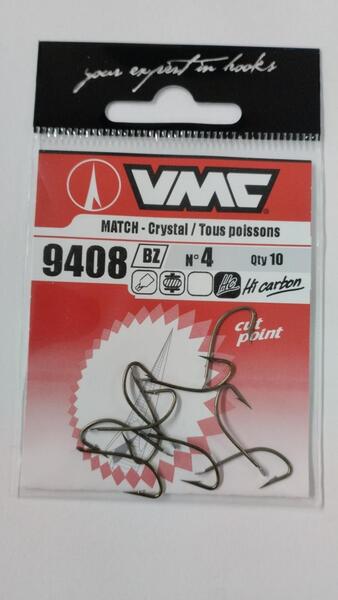 your expert in hooks
VMC
MATCH - Crystal / Tous poissons
9408 BZ N° 4 Qty 10
Hi carbon
cut
point